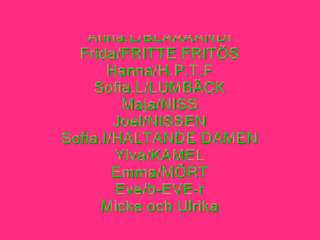 Frida/FRITTE FRITÖS
Hanna/H.P.T.F
Sofia.L/LUMBÄCK
Maja/NISS
Joel/NISSEN
Sofia.I/HALTANDE DAMEN
Ylva/KAMEL
Emma/MÖRT
Eve/b-EVE-r
Micke och Ulrika